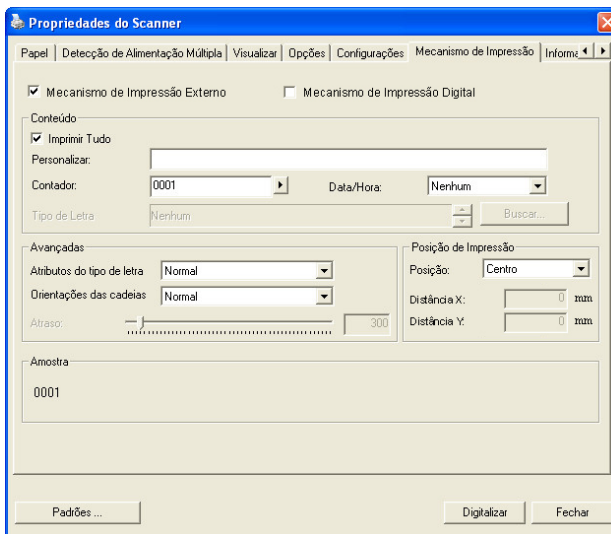 Propriedades do Scanner
Papel Detecção de Alimentação Múltipla Visualizar Opções Configurações Mecanismo de Impressão Informa
Mecanismo de Impressão Externo Mecanismo de Impressão Digital
Conteúdo
Imprimir Tudo
Personalizar:
Contador: 0001 Data/Hora: Nenhum
Tipo de Letra Nenhum Buscar...
Avançadas Posição de Impressão
Atributos do tipo de letra Normal Posição: Centro
Orientações das cadeias Normal Distância X: 0 mm
Atraso: 300 Distância Y: 0 mm
Amostra
0001
Padrões ... Digitalizar Fechar